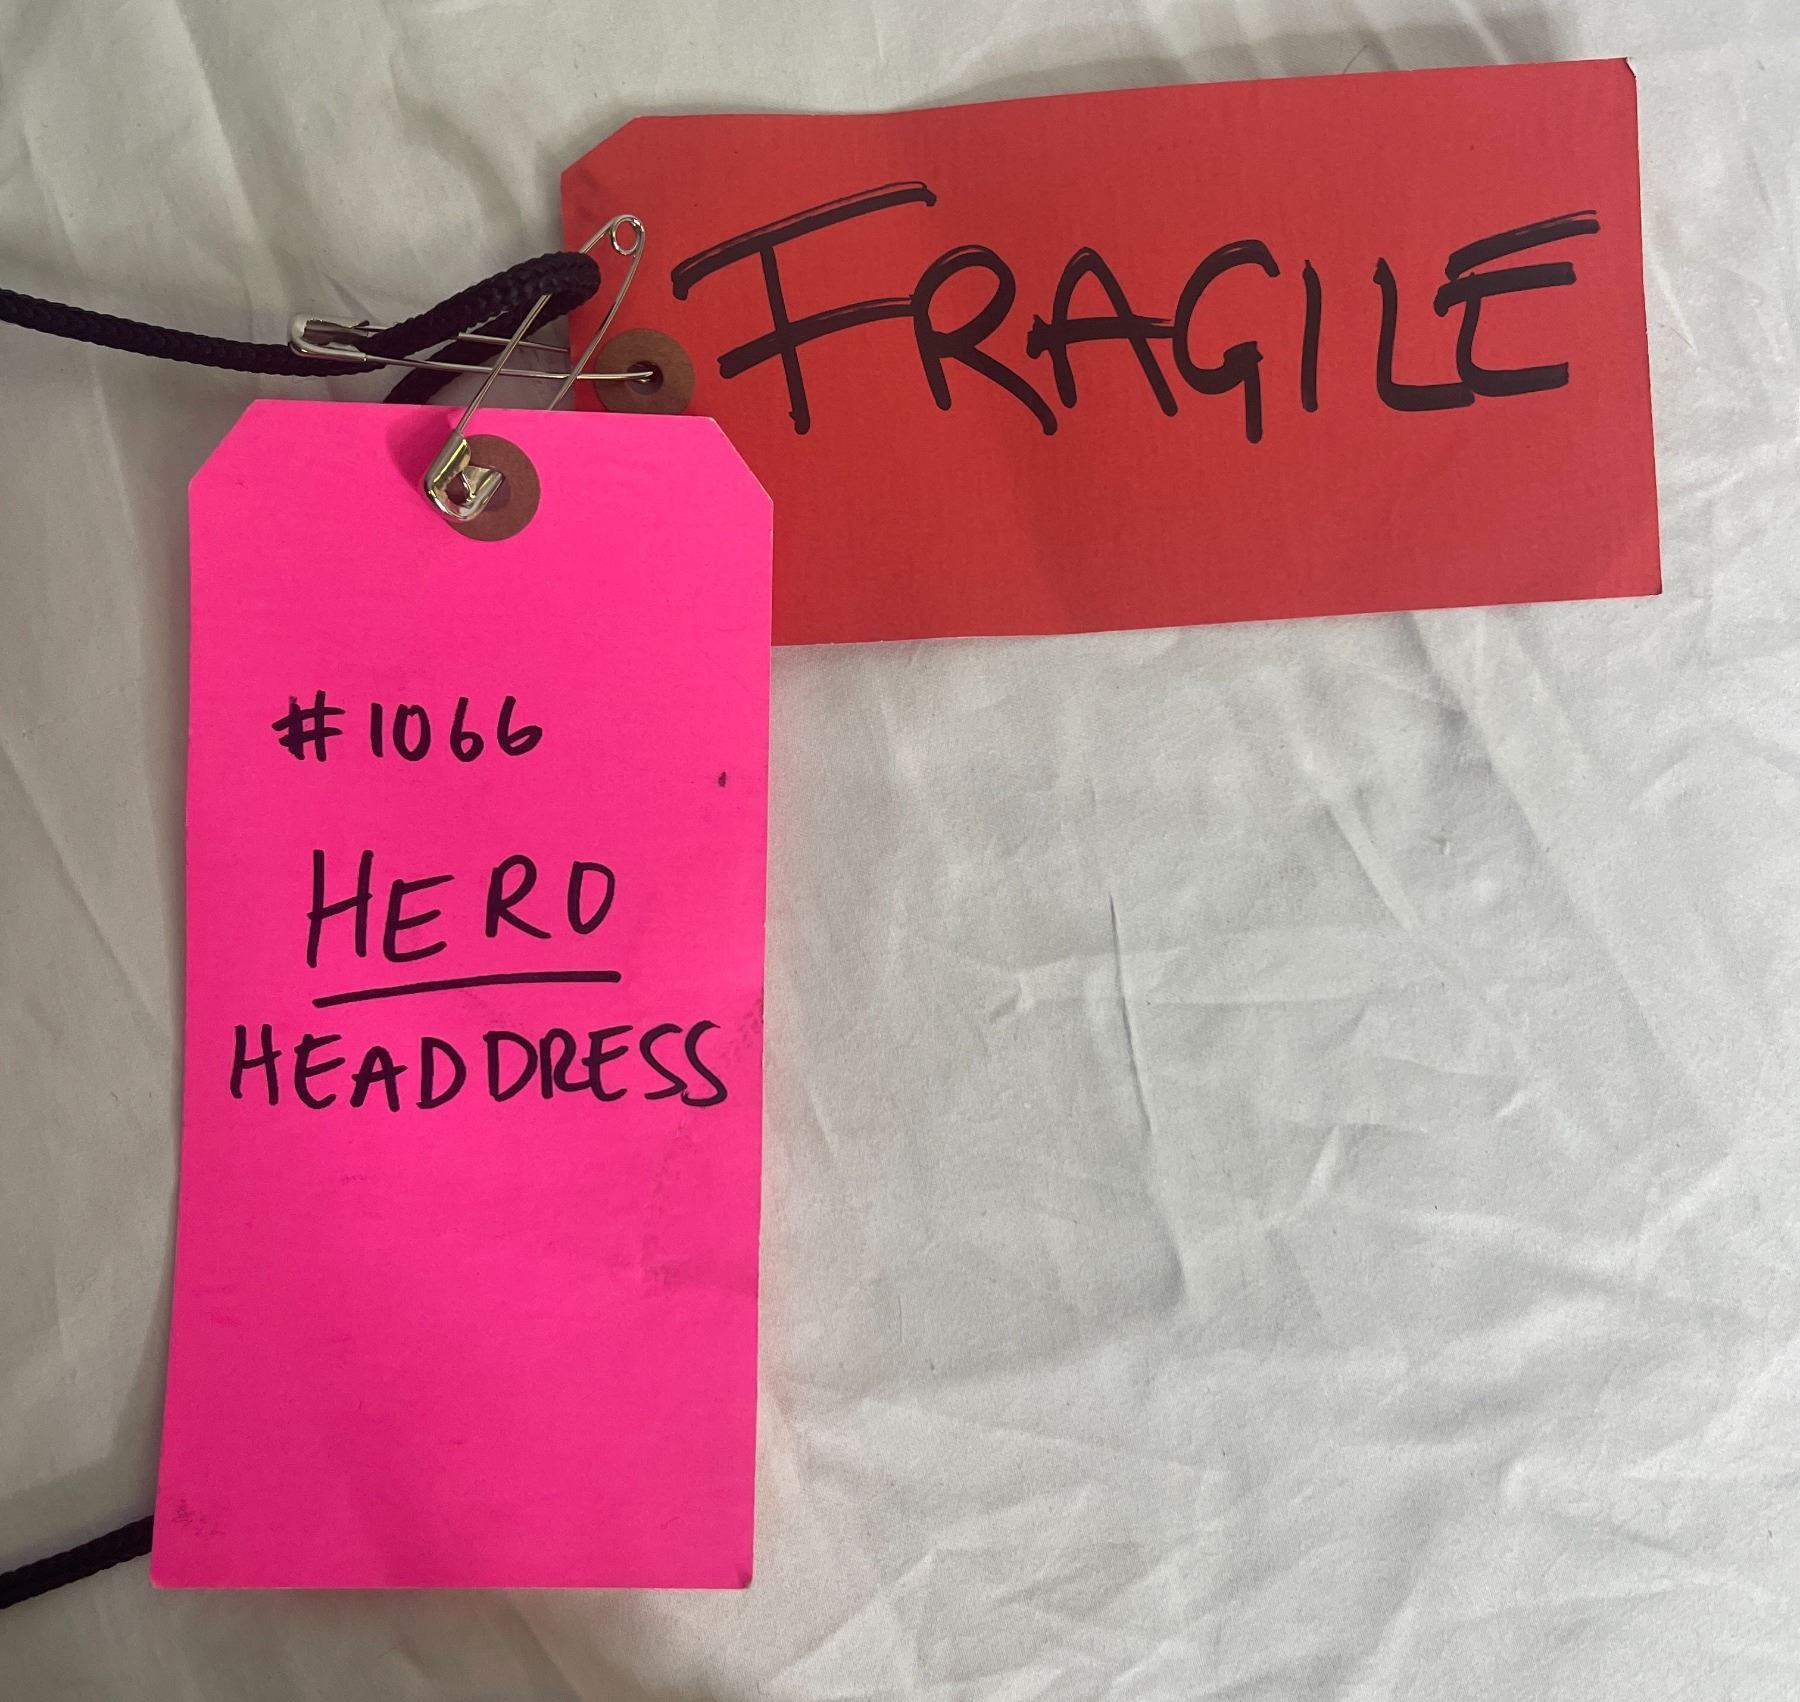 FRAGILE
#1066
HERO
HEADDRESS